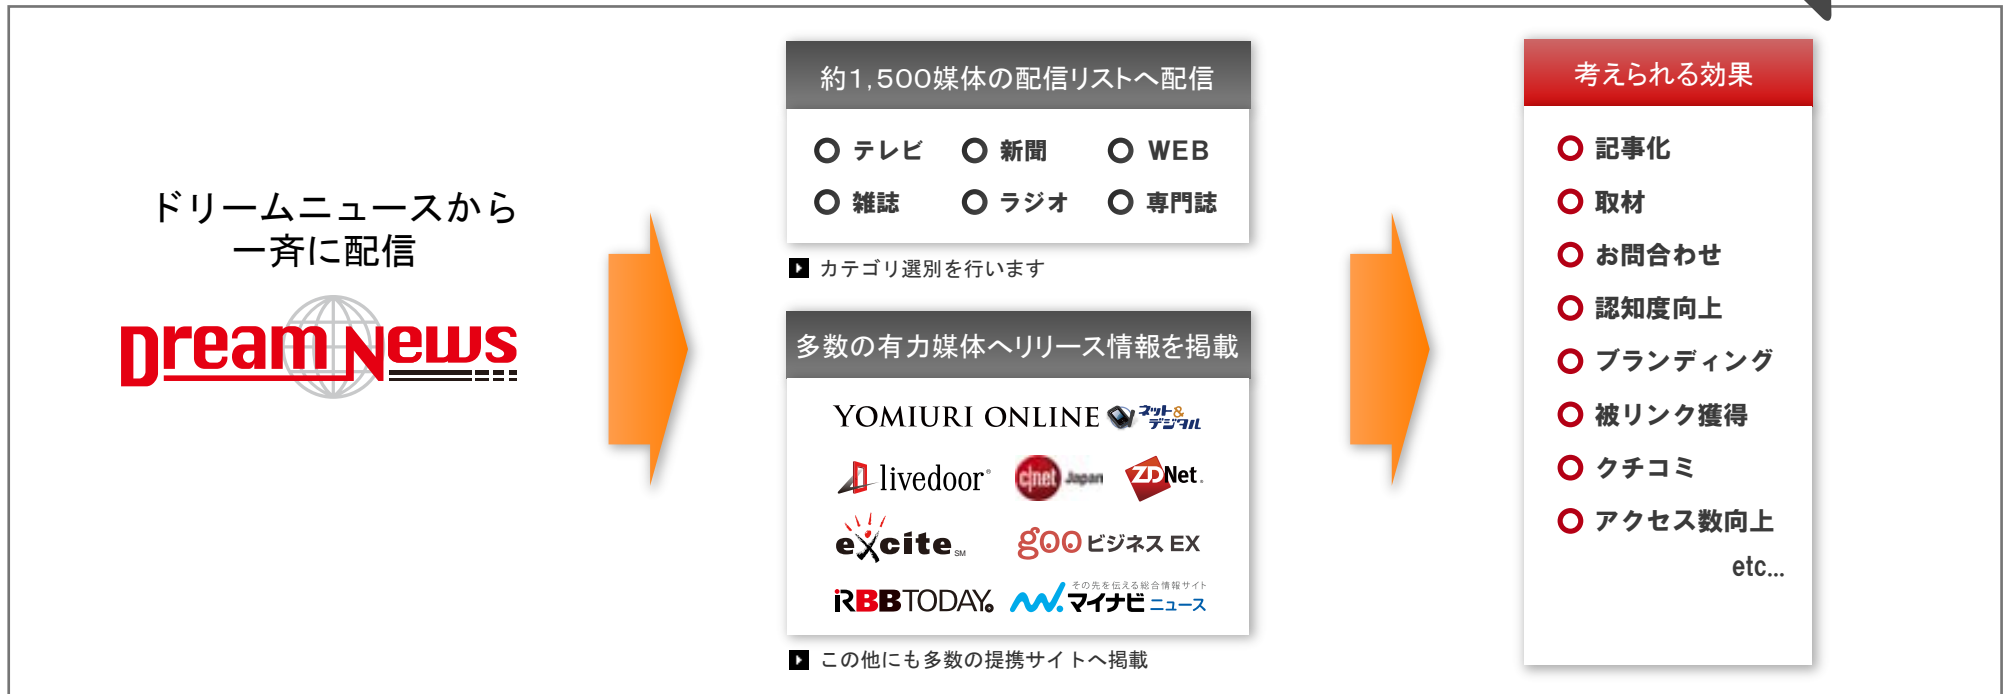 ドリームニュースから
一斉に配信
DreamNews
約1,500媒体の配信リストへ配信
テレビ 新聞 WEB
雑誌 ラジオ 専門誌
カテゴリ選別を行います
多数の有力媒体へリリース情報を掲載
YOMIURI ONLINE ネット&デジタル
livedoor® c|net Japan ZDNet.
excite SM gooビジネスEX
その先を伝える総合情報サイト
iRBBTODAY. マイナビニュース
この他にも多数の提携サイトへ掲載
考えられる効果
記事化
取材
お問合わせ
認知度向上
ブランディング
被リンク獲得
クチコミ
アクセス数向上
etc...